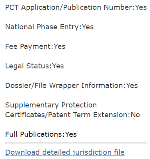 PCT Application/Publication Number:Yes
National Phase Entry:Yes
Fee Payment:Yes
Legal Status:Yes
Dossier/File Wrapper Information:Yes
Supplementary Protection
Certificates/Patent Term Extension:No
Full Publications:Yes
Download detailed jurisdiction file